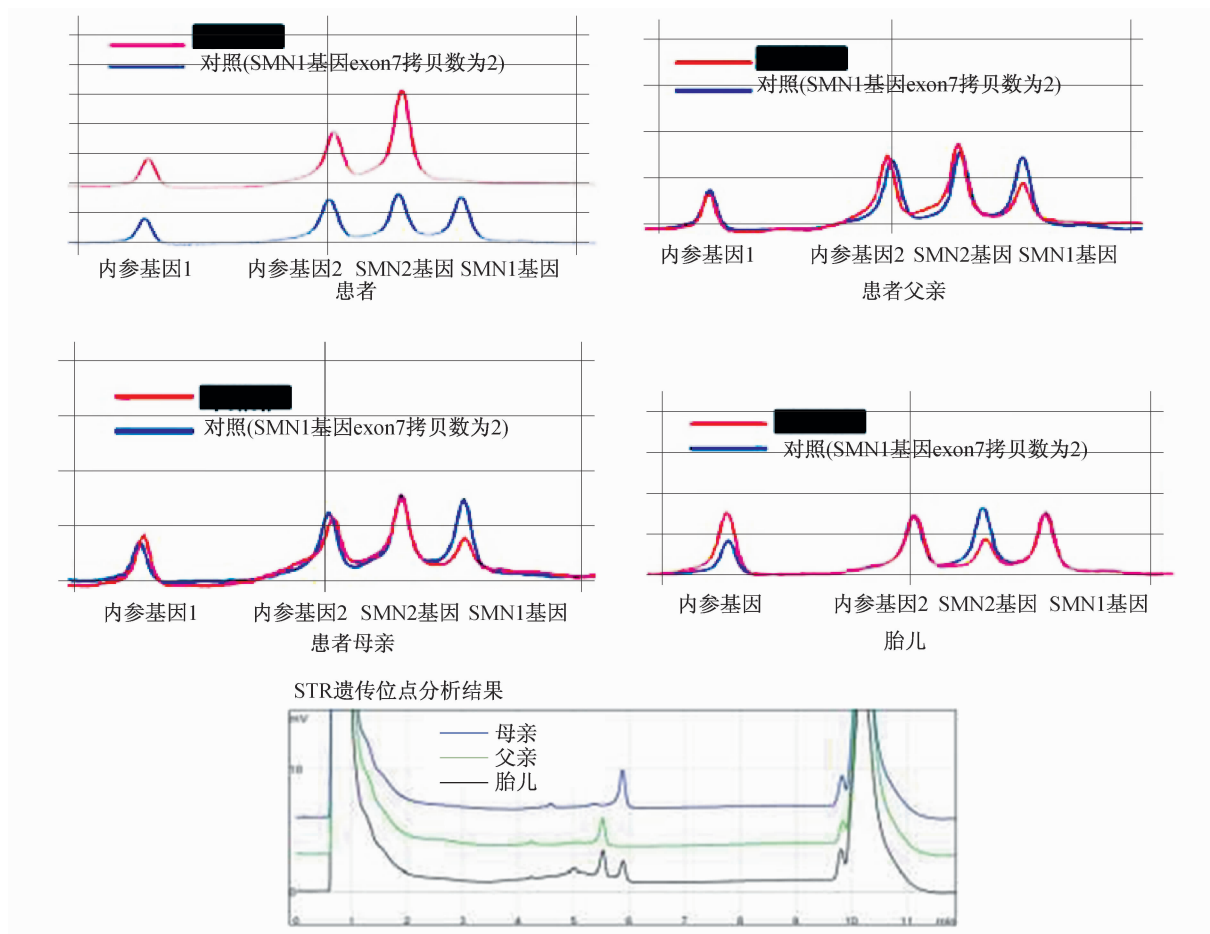 对照(SMN1基因exon7拷贝数为2)
内参基因1 内参基因2 SMN2基因 SMN1基因
患者
对照(SMN1基因exon7拷贝数为2)
内参基因1 内参基因2 SMN2基因 SMN1基因
患者父亲
对照(SMN1基因exon7拷贝数为2)
内参基因1 内参基因2 SMN2基因 SMN1基因
患者母亲
对照(SMN1基因exon7拷贝数为2)
内参基因 内参基因2 SMN2基因 SMN1基因
胎儿
STR遗传位点分析结果
mV
母亲
父亲
胎儿
10
0
0 1 2 3 4 5 6 7 8 9 10 11 min